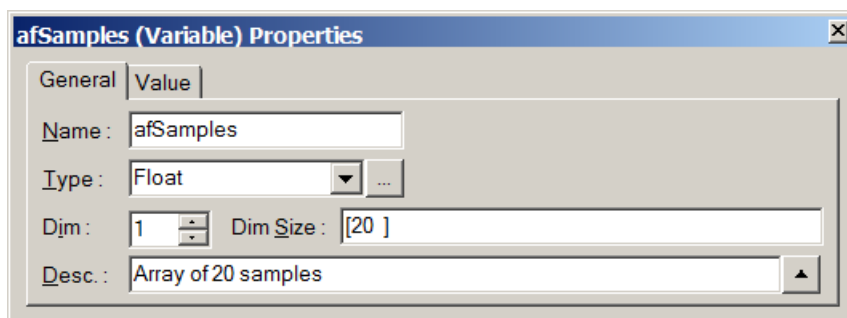 afSamples (Variable) Properties
General Value
Name : afSamples
Type : Float ...
Dim : 1 Dim Size : [20 ]
Desc. : Array of 20 samples